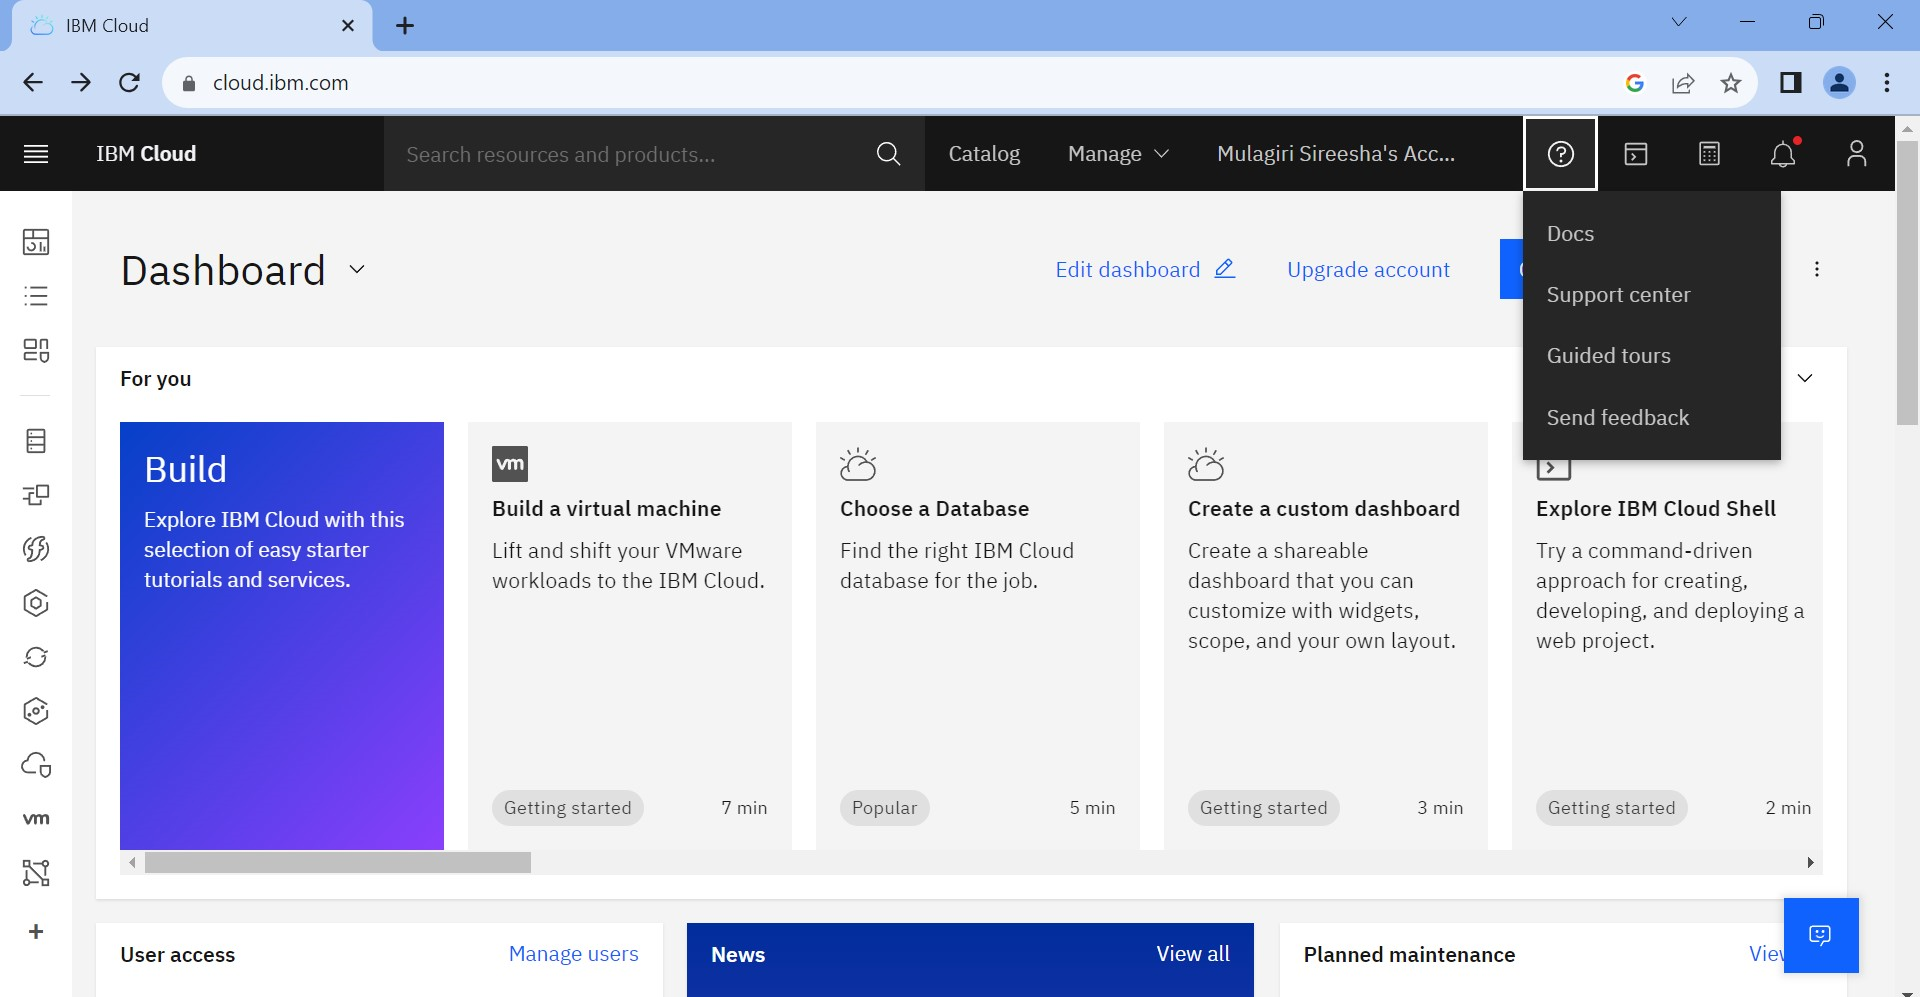 IBM Cloud
cloud.ibm.com
IBM Cloud
Search resources and products...
Catalog
Manage
Mulagiri Sireesha's Acc...
Docs
Support center
Guided tours
Send feedback
Dashboard
Edit dashboard
Upgrade account
For you
Build
Explore IBM Cloud with this
selection of easy starter
tutorials and services.
vm
Build a virtual machine
Lift and shift your VMware
workloads to the IBM Cloud.
Getting started
7 min
Choose a Database
Find the right IBM Cloud
database for the job.
Popular
5 min
Create a custom dashboard
Create a shareable
dashboard that you can
customize with widgets,
scope, and your own layout.
Getting started
3 min
Explore IBM Cloud Shell
Try a command-driven
approach for creating,
developing, and deploying a
web project.
Getting started
2 min
vm
User access
Manage users
News
View all
Planned maintenance